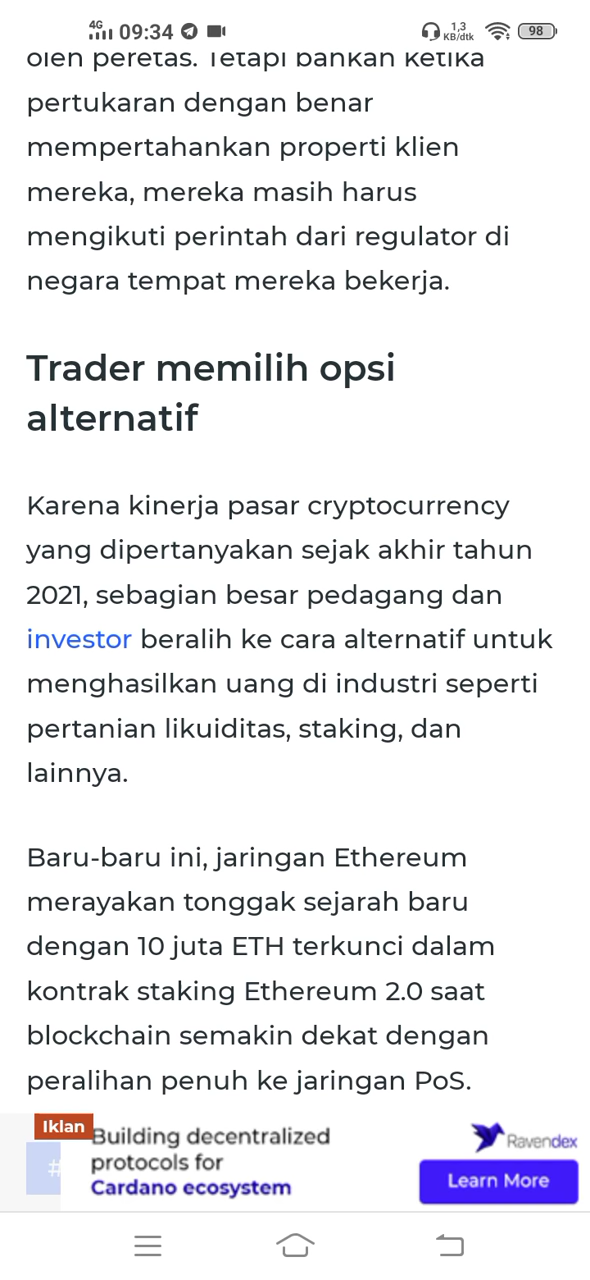 4G 09:34 1,3 KB/dtk 98
oleh peretas. Tetapi bahkan ketika
pertukaran dengan benar
mempertahankan properti klien
mereka, mereka masih harus
mengikuti perintah dari regulator di
negara tempat mereka bekerja.
Trader memilih opsi
alternatif
Karena kinerja pasar cryptocurrency
yang dipertanyakan sejak akhir tahun
2021, sebagian besar pedagang dan
investor beralih ke cara alternatif untuk
menghasilkan uang di industri seperti
pertanian likuiditas, staking, dan
lainnya.
Baru-baru ini, jaringan Ethereum
merayakan tonggak sejarah baru
dengan 10 juta ETH terkunci dalam
kontrak staking Ethereum 2.0 saat
blockchain semakin dekat dengan
peralihan penuh ke jaringan PoS.
Iklan
#
Building decentralized
protocols for
Cardano ecosystem
Ravendex
Learn More